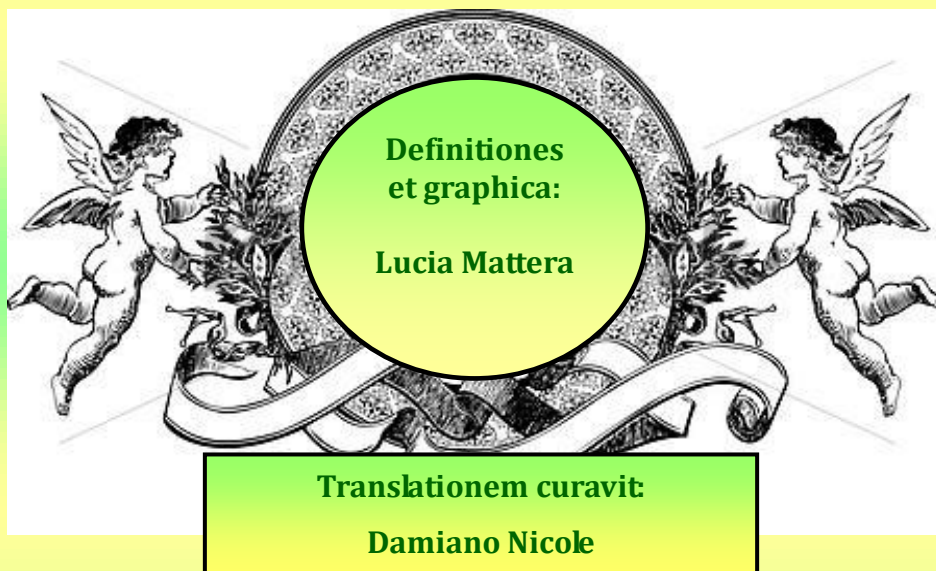 Definitiones
et graphica:
Lucia Mattera
Translationem curavit:
Damiano Nicole